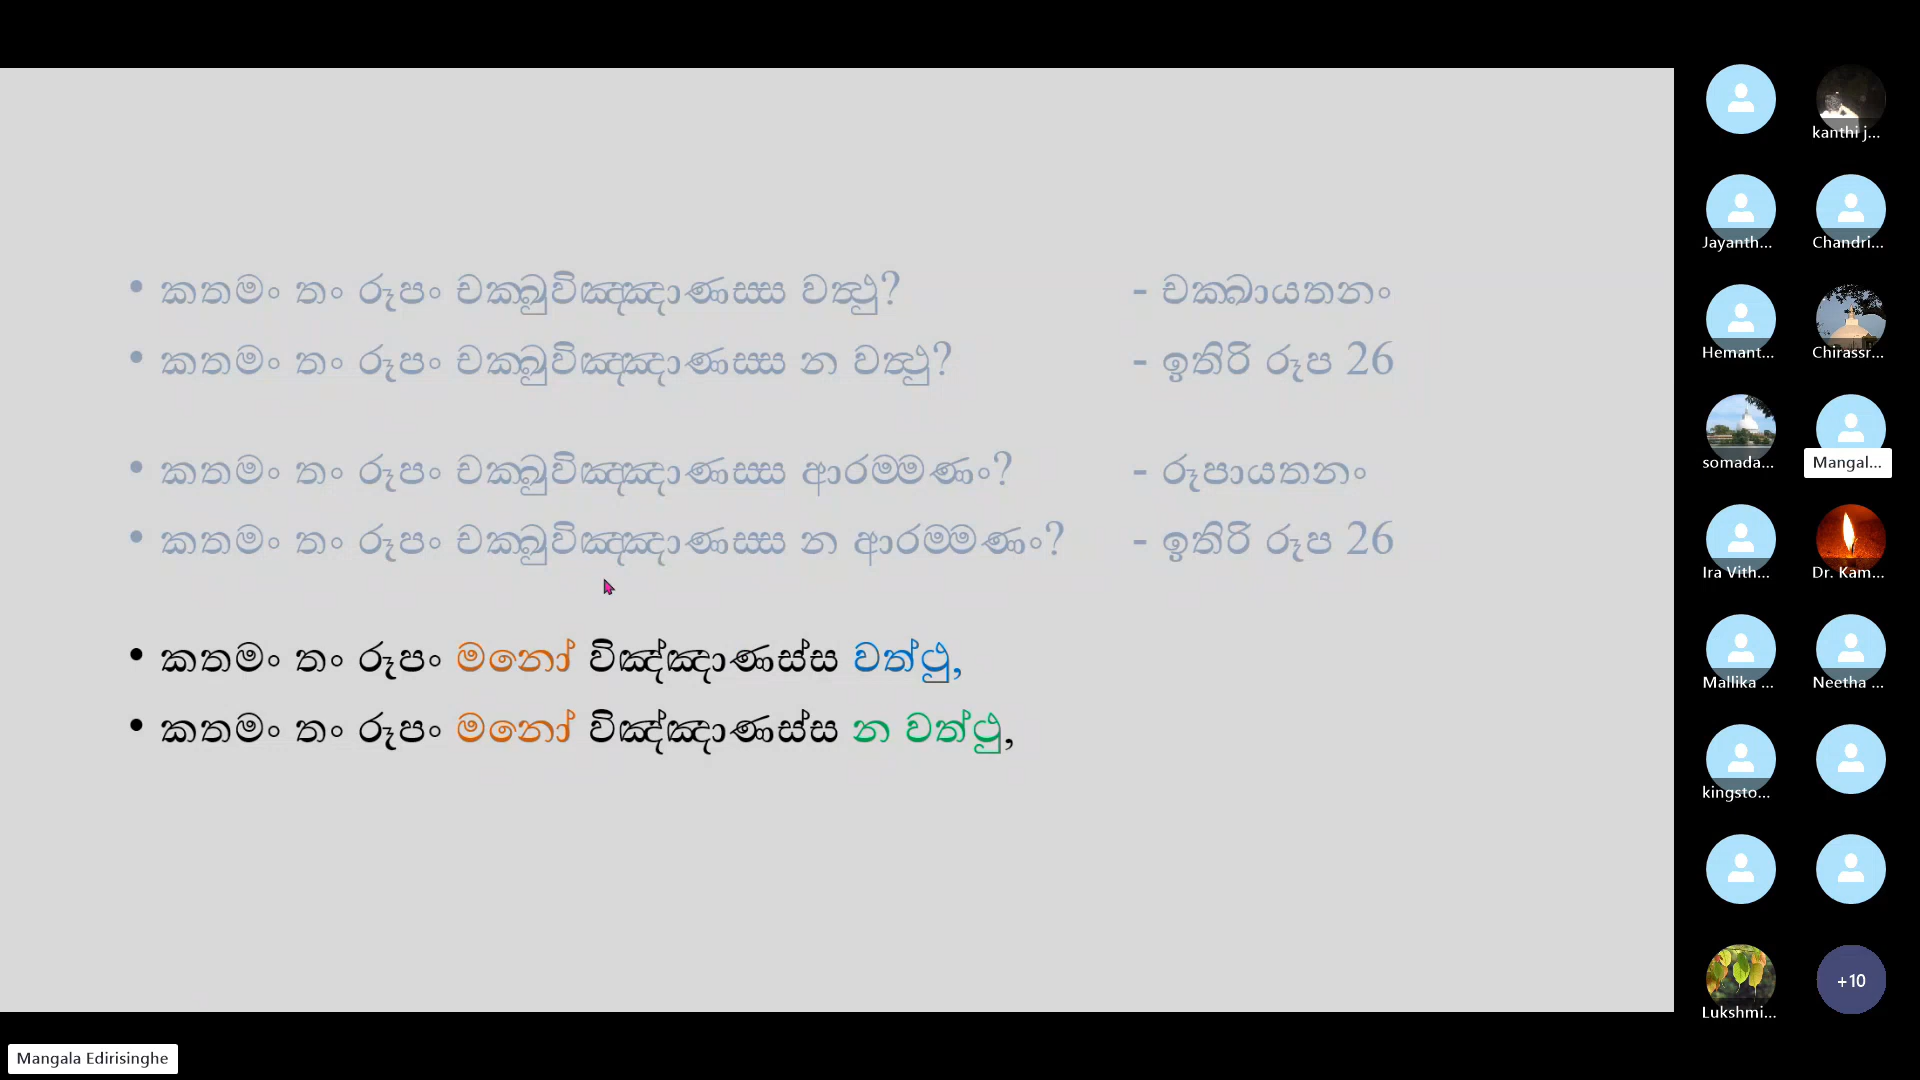 • කතමං තං රූපං චක්‍ඛුවිඤ්‍ඤාණස්‍ස වත්‍ථු? - චක්‍ඛායතනං
• කතමං තං රූපං චක්‍ඛුවිඤ්‍ඤාණස්‍ස න වත්‍ථු? - ඉතිරි රූප 26
• කතමං තං රූපං චක්‍ඛුවිඤ්‍ඤාණස්‍ස ආරම්‍මණං? - රූපායතනං
• කතමං තං රූපං චක්‍ඛුවිඤ්‍ඤාණස්‍ස න ආරම්‍මණං? - ඉතිරි රූප 26
• කතමං තං රූපං මනෝ විඤ්ඤාණස්ස වත්ථු,
• කතමං තං රූපං මනෝ විඤ්ඤාණස්ස න වත්ථු,
kanthi j...
Jayanth... Chandri...
Hemant... Chirassr...
somada... Mangal...
Ira Vith... Dr. Kam...
Mallika ... Neetha ...
kingsto...
Lukshmi... +10
Mangala Edirisinghe